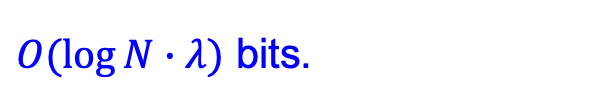 𝑂(log 𝑁 ⋅ 𝜆) bits.